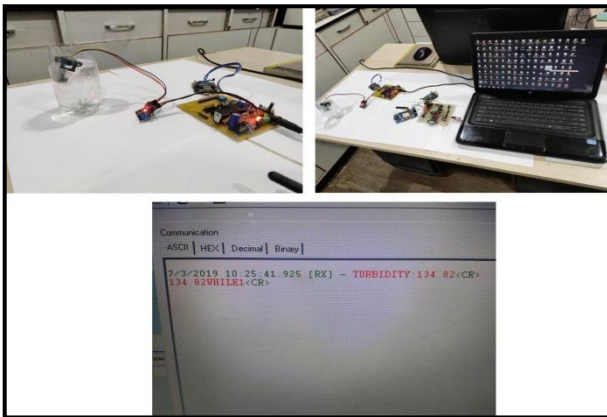 Communication
ASCII | HEX | Decimal | Binary |
7/3/2019 10:25:41.925 [RX] - TURBIDITY:134.82<CR>
134.82WHILE1<CR>